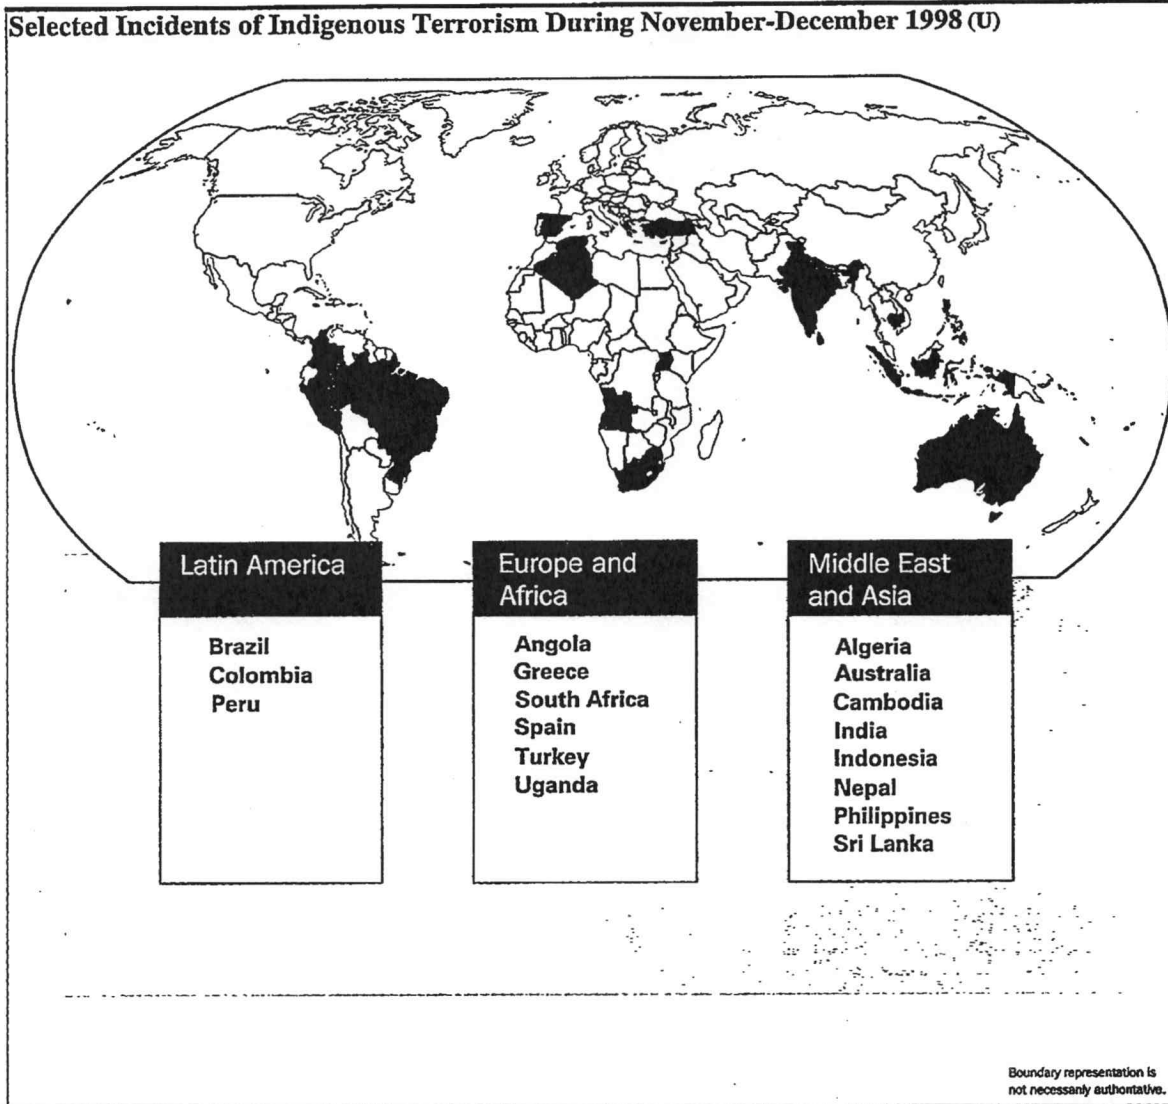 Selected Incidents of Indigenous Terrorism During November-December 1998 (U)
Latin America
Brazil
Colombia
Peru
Europe and
Africa
Angola
Greece
South Africa
Spain
Turkey
Uganda
Middle East
and Asia
Algeria
Australia
Cambodia
India
Indonesia
Nepal
Philippines
Sri Lanka
Boundary representation is
not necessarily authoritative.